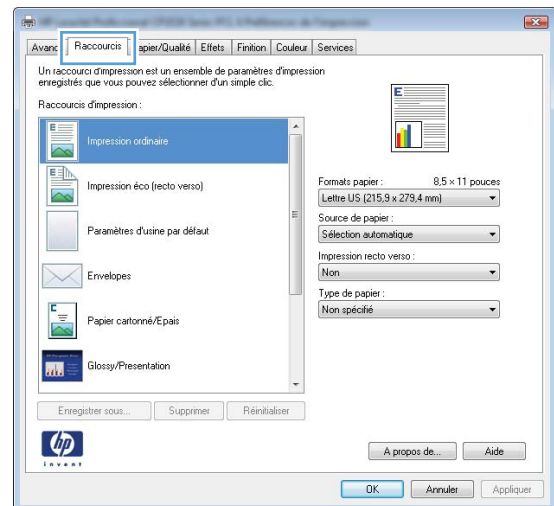 Avanc Raccourcis apier/Qualité Effets Finition Couleur Services
Un raccourci d'impression est un ensemble de paramètres d'impression
enregistrés que vous pouvez sélectionner d'un simple clic.
Raccourcis d'impression :
Impression ordinaire
Impression éco (recto verso)
Paramètres d'usine par défaut
Envelopes
Papier cartonné/Epais
Glossy/Presentation
Enregistrer sous... Supprimer Réinitialiser
E
Formats papier : 8,5 × 11 pouces
Lettre US (215,9 x 279,4 mm)
Source de papier :
Sélection automatique
Impression recto verso :
Non
Type de papier :
Non spécifié
hp
invent
A propos de... Aide
OK Annuler Appliquer